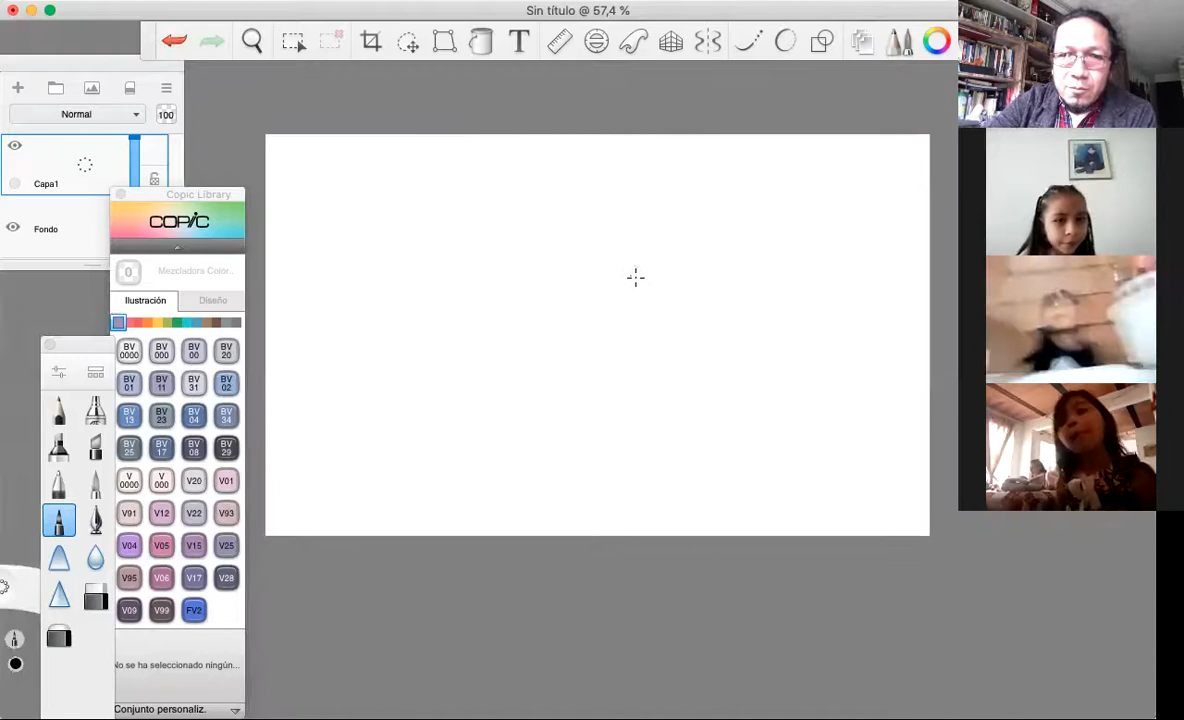 Sin título @ 57,4 %
T
Normal
100
Capa1
Fondo
Copic Library
COPIC
0 Mezcladora Color..
Ilustración Diseño
BV 0000 BV 000 BV 00 BV 20
BV 01 BV 11 BV 31 BV 02
BV 13 BV 23 BV 04 BV 34
BV 25 BV 17 BV 08 BV 29
V 0000 V 000 V20 V01
V91 V12 V22 V93
V04 V05 V15 V25
V95 V06 V17 V28
V09 V99 FV2
No se ha seleccionado ningún...
Conjunto personaliz.